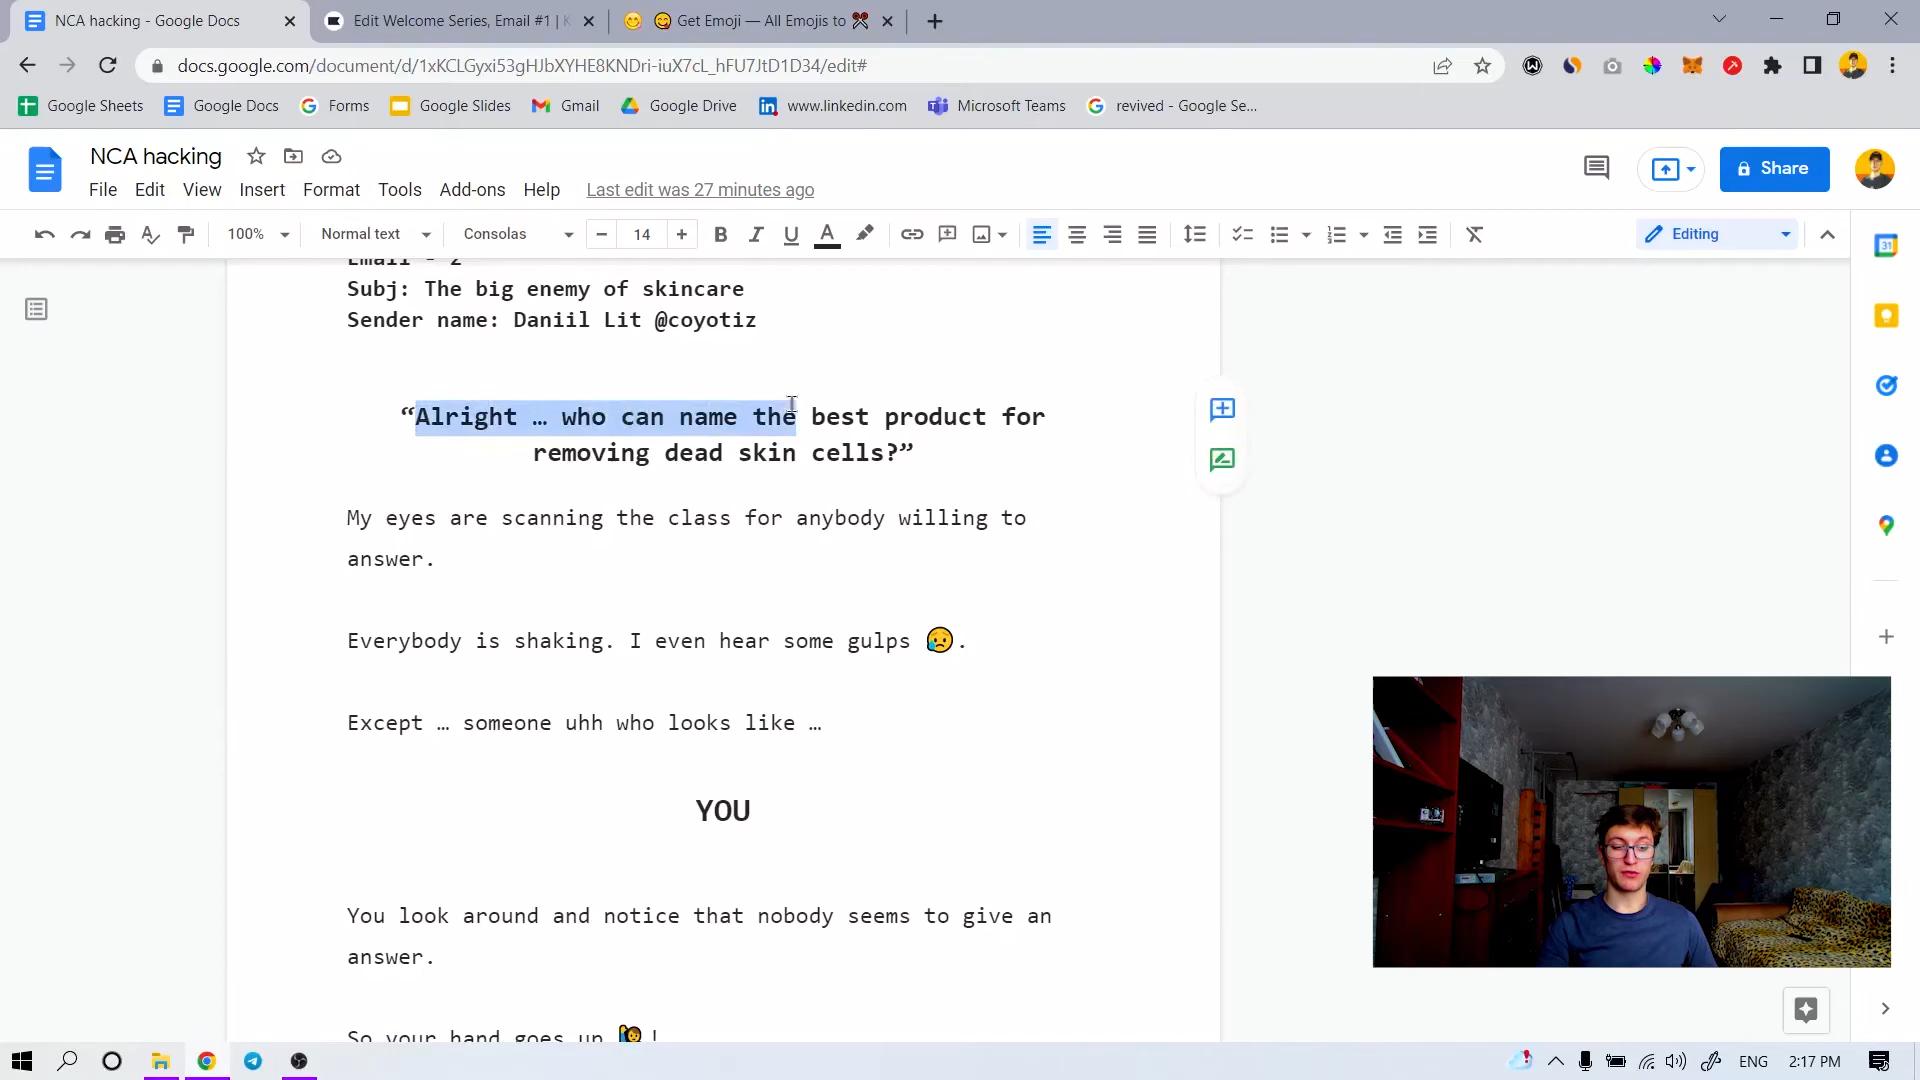 NCA hacking - Google Docs
Edit Welcome Series, Email #1 | K
😋 Get Emoji — All Emojis to ✂
docs.google.com/document/d/1xKCLGyxi53gHJbXYHE8KNDri-iuX7cL_hFU7JtD1D34/edit#
Google Sheets
Google Docs
Forms
Google Slides
Gmail
Google Drive
www.linkedin.com
Microsoft Teams
revived - Google Se...
NCA hacking
Share
File Edit View Insert Format Tools Add-ons Help Last edit was 27 minutes ago
100% Normal text Consolas 14 Editing
Email - 2
Subj: The big enemy of skincare
Sender name: Daniil Lit @coyotiz
“Alright … who can name the best product for
removing dead skin cells?”
My eyes are scanning the class for anybody willing to
answer.
Everybody is shaking. I even hear some gulps 😥.
Except … someone uhh who looks like …
YOU
You look around and notice that nobody seems to give an
answer.
So your hand goes up 🙋!
ENG 2:17 PM